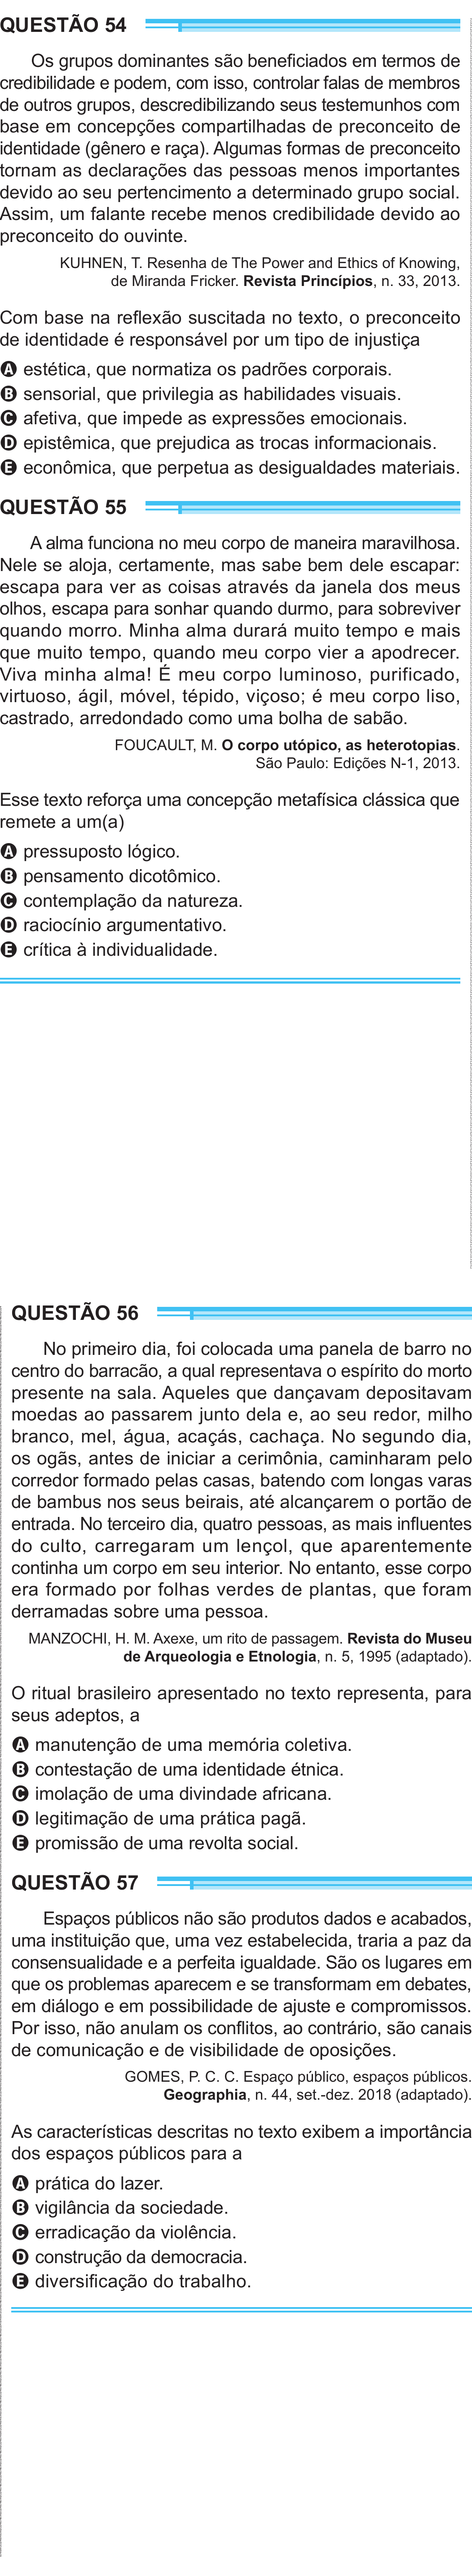 QUESTÃO 54
Os grupos dominantes são beneficiados em termos de
credibilidade e podem, com isso, controlar falas de membros
de outros grupos, descredibilizando seus testemunhos com
base em concepções compartilhadas de preconceito de
identidade (gênero e raça). Algumas formas de preconceito
tornam as declarações das pessoas menos importantes
devido ao seu pertencimento a determinado grupo social.
Assim, um falante recebe menos credibilidade devido ao
preconceito do ouvinte.
KUHNEN, T. Resenha de The Power and Ethics of Knowing,
de Miranda Fricker. Revista Princípios, n. 33, 2013.
Com base na reflexão suscitada no texto, o preconceito
de identidade é responsável por um tipo de injustiça
A estética, que normatiza os padrões corporais.
B sensorial, que privilegia as habilidades visuais.
C afetiva, que impede as expressões emocionais.
D epistêmica, que prejudica as trocas informacionais.
E econômica, que perpetua as desigualdades materiais.
QUESTÃO 55
A alma funciona no meu corpo de maneira maravilhosa.
Nele se aloja, certamente, mas sabe bem dele escapar:
escapa para ver as coisas através da janela dos meus
olhos, escapa para sonhar quando durmo, para sobreviver
quando morro. Minha alma durará muito tempo e mais
que muito tempo, quando meu corpo vier a apodrecer.
Viva minha alma! É meu corpo luminoso, purificado,
virtuoso, ágil, móvel, tépido, viçoso; é meu corpo liso,
castrado, arredondado como uma bolha de sabão.
FOUCAULT, M. O corpo utópico, as heterotopias.
São Paulo: Edições N-1, 2013.
Esse texto reforça uma concepção metafísica clássica que
remete a um(a)
A pressuposto lógico.
B pensamento dicotômico.
C contemplação da natureza.
D raciocínio argumentativo.
E crítica à individualidade.
QUESTÃO 56
No primeiro dia, foi colocada uma panela de barro no
centro do barracão, a qual representava o espírito do morto
presente na sala. Aqueles que dançavam depositavam
moedas ao passarem junto dela e, ao seu redor, milho
branco, mel, água, acaçás, cachaça. No segundo dia,
os ogãs, antes de iniciar a cerimônia, caminharam pelo
corredor formado pelas casas, batendo com longas varas
de bambus nos seus beirais, até alcançarem o portão de
entrada. No terceiro dia, quatro pessoas, as mais influentes
do culto, carregaram um lençol, que aparentemente
continha um corpo em seu interior. No entanto, esse corpo
era formado por folhas verdes de plantas, que foram
derramadas sobre uma pessoa.
MANZOCHI, H. M. Axexe, um rito de passagem. Revista do Museu
de Arqueologia e Etnologia, n. 5, 1995 (adaptado).
O ritual brasileiro apresentado no texto representa, para
seus adeptos, a
A manutenção de uma memória coletiva.
B contestação de uma identidade étnica.
C imolação de uma divindade africana.
D legitimação de uma prática pagã.
E promissão de uma revolta social.
QUESTÃO 57
Espaços públicos não são produtos dados e acabados,
uma instituição que, uma vez estabelecida, traria a paz da
consensualidade e a perfeita igualdade. São os lugares em
que os problemas aparecem e se transformam em debates,
em diálogo e em possibilidade de ajuste e compromissos.
Por isso, não anulam os conflitos, ao contrário, são canais
de comunicação e de visibilidade de oposições.
GOMES, P. C. C. Espaço público, espaços públicos.
Geographia, n. 44, set.-dez. 2018 (adaptado).
As características descritas no texto exibem a importância
dos espaços públicos para a
A prática do lazer.
B vigilância da sociedade.
C erradicação da violência.
D construção da democracia.
E diversificação do trabalho.